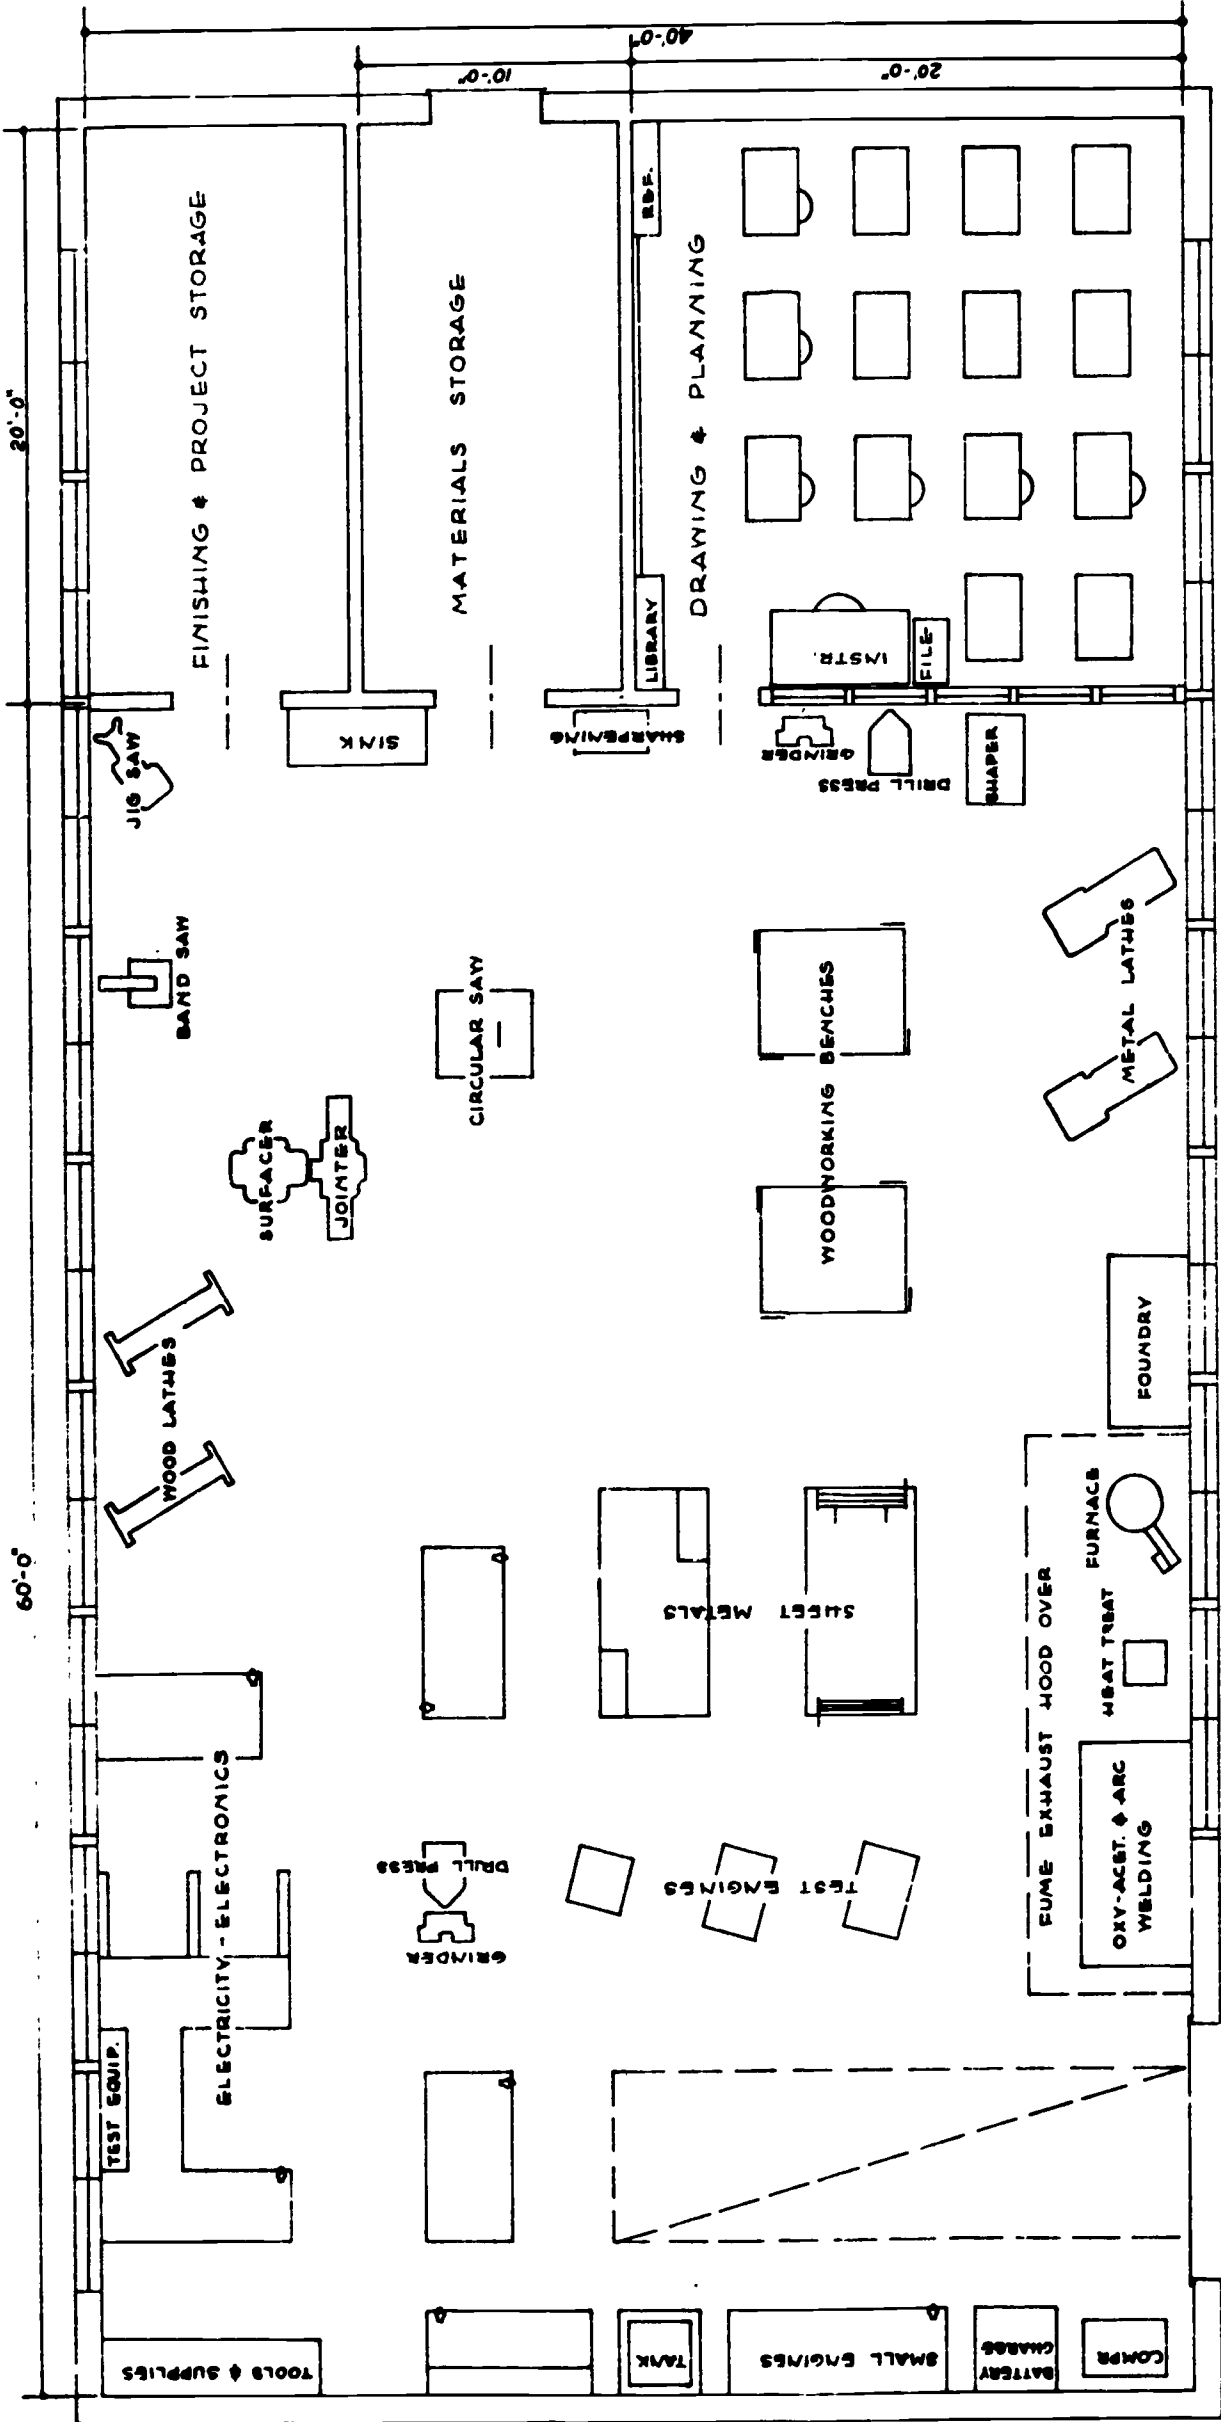 40'-0"
10'-0"
20'-0"
20'-0"
60'-0"
FINISHING & PROJECT STORAGE
MATERIALS STORAGE
REF.
DRAWING & PLANNING
LIBRARY
INSTR.
FILE
JIG SAW
SINK
SHARPENING
GRINDER
DRILL PRESS
SHAPER
BAND SAW
CIRCULAR SAW
WOODWORKING BENCHES
METAL LATHES
SURFACER
JOINTER
WOOD LATHES
FOUNDRY
SHEET METALS
FURNACE
HEAT TREAT
FUME EXHAUST HOOD OVER
OXY-ACET. & ARC
WELDING
ELECTRICITY-ELECTRONICS
DRILL PRESS
GRINDER
TEST ENGINES
TEST EQUIP.
TOOLS & SUPPLIES
TANK
SMALL ENGINES
BATTERY
CHARGE
COMPR